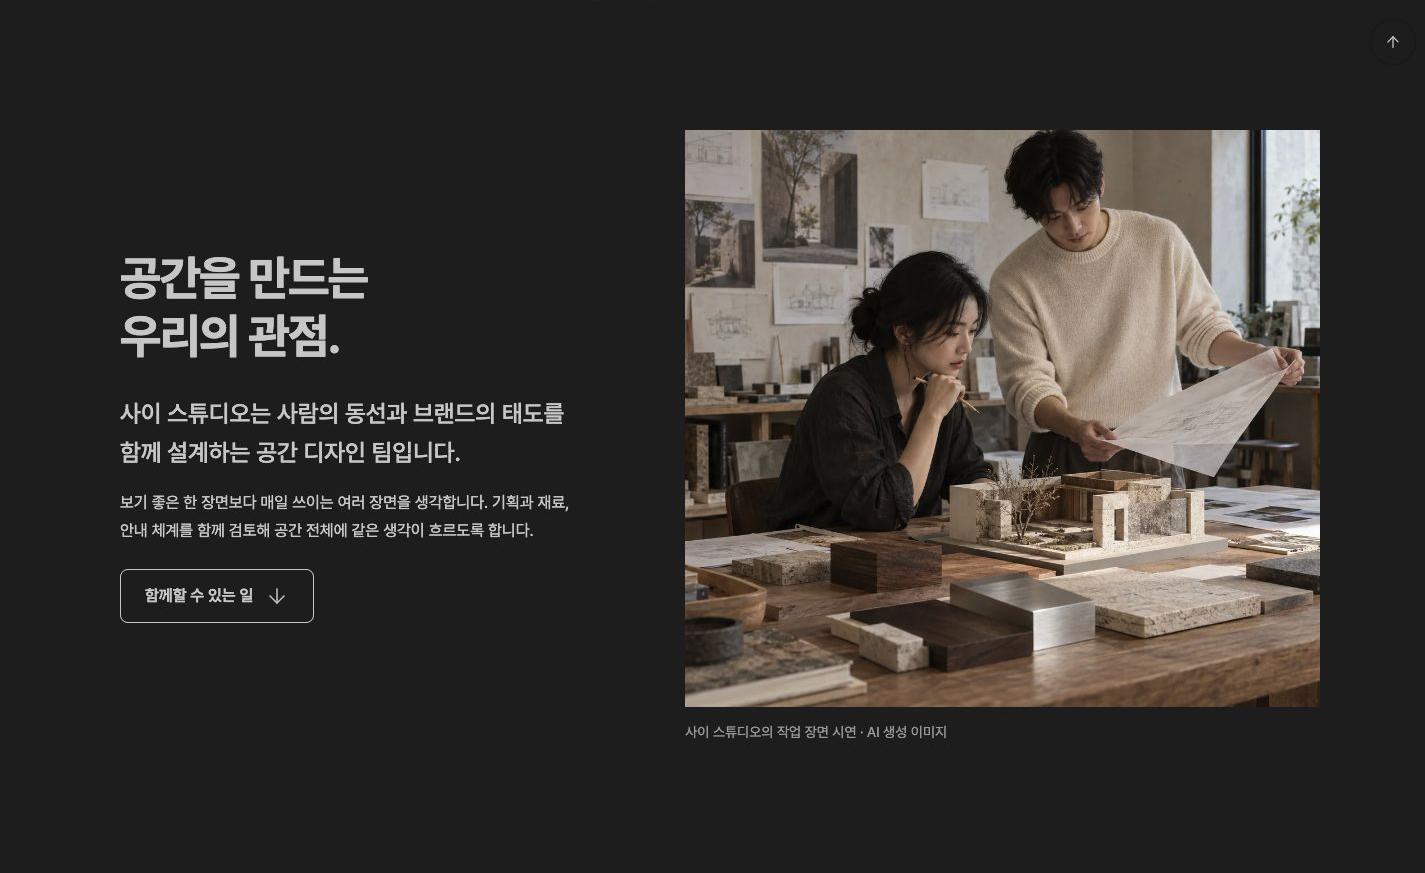 공간을 만드는
우리의 관점.
사이 스튜디오는 사람의 동선과 브랜드의 태도를
함께 설계하는 공간 디자인 팀입니다.
보기 좋은 한 장면보다 매일 쓰이는 여러 장면을 생각합니다. 기획과 재료,
안내 체계를 함께 검토해 공간 전체에 같은 생각이 흐르도록 합니다.
함께할 수 있는 일
사이 스튜디오의 작업 장면 시연 · AI 생성 이미지